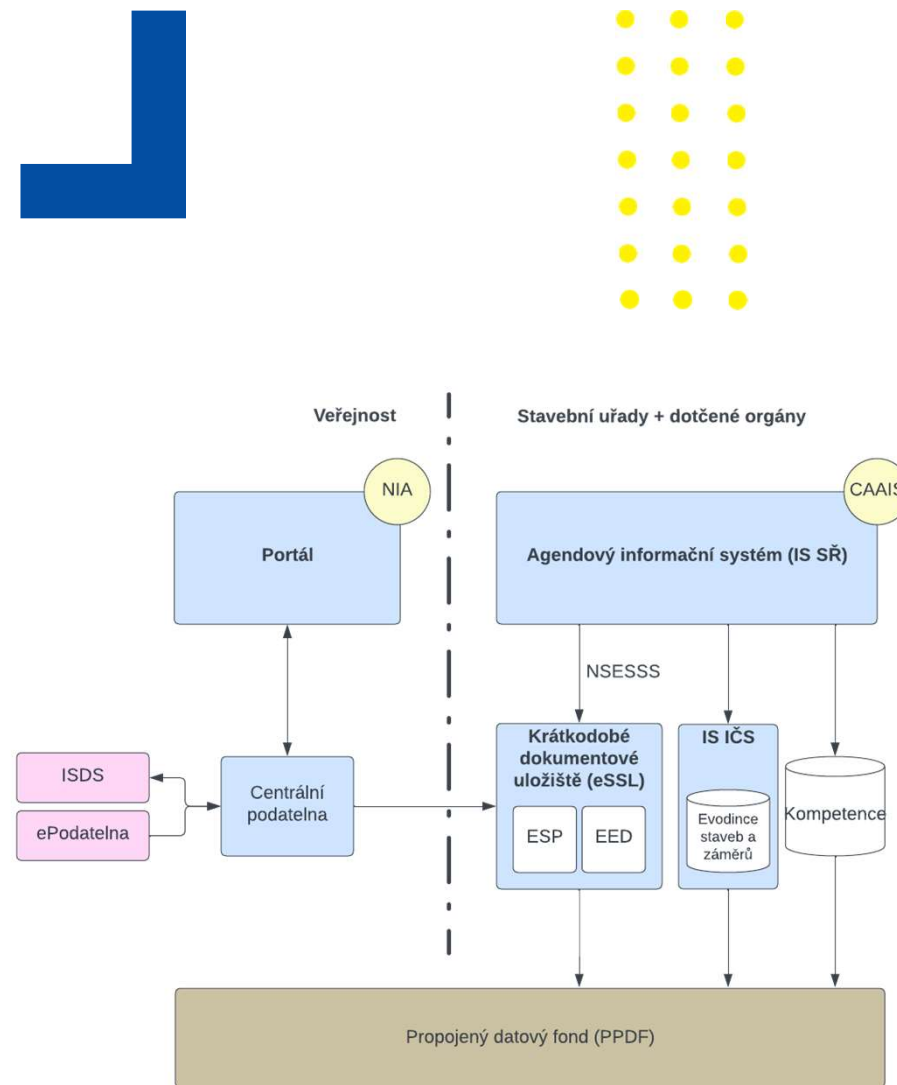 Veřejnost
Stavební uřady + dotčené orgány
NIA
CAAIS
Portál
Agendový informační systém (IS SŘ)
NSESSS
Krátkodobé
dokumentové
uložiště (eSSL)
IS IČS
ISDS
ePodatelna
Centrální
podatelna
ESP
EED
Evodince
staveb a
záměrů
Kompetence
Propojený datový fond (PPDF)